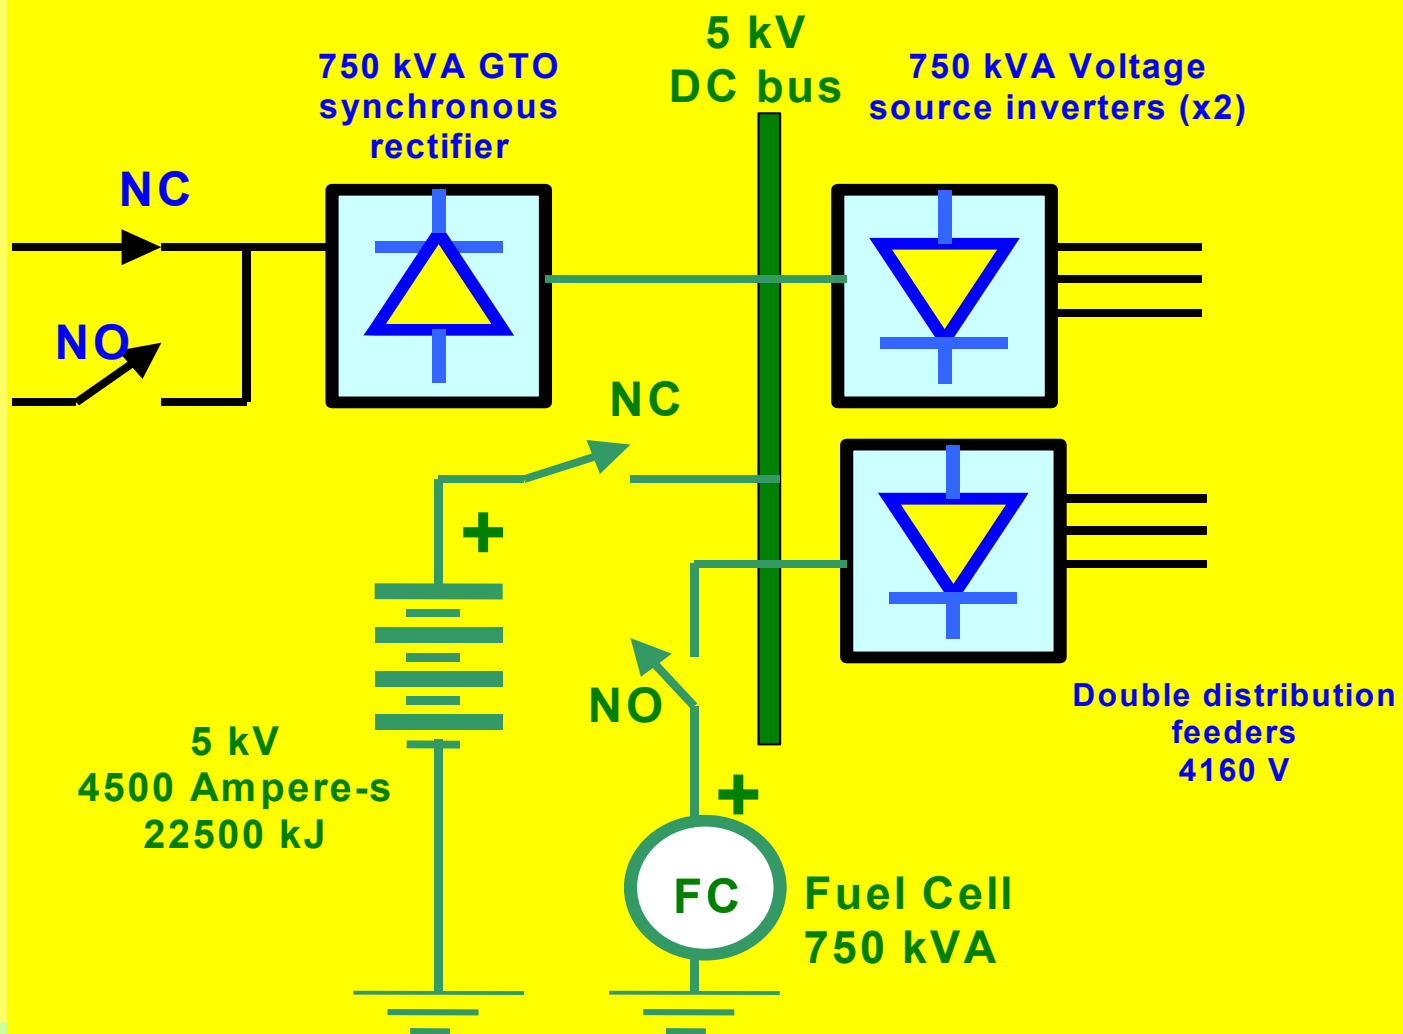 5 kV
DC bus
750 kVA GTO
synchronous
rectifier
750 kVA Voltage
source inverters (x2)
NC
NO
NC
NO
Double distribution
feeders
4160 V
5 kV
4500 Ampere-s
22500 kJ
+
+
FC
Fuel Cell
750 kVA